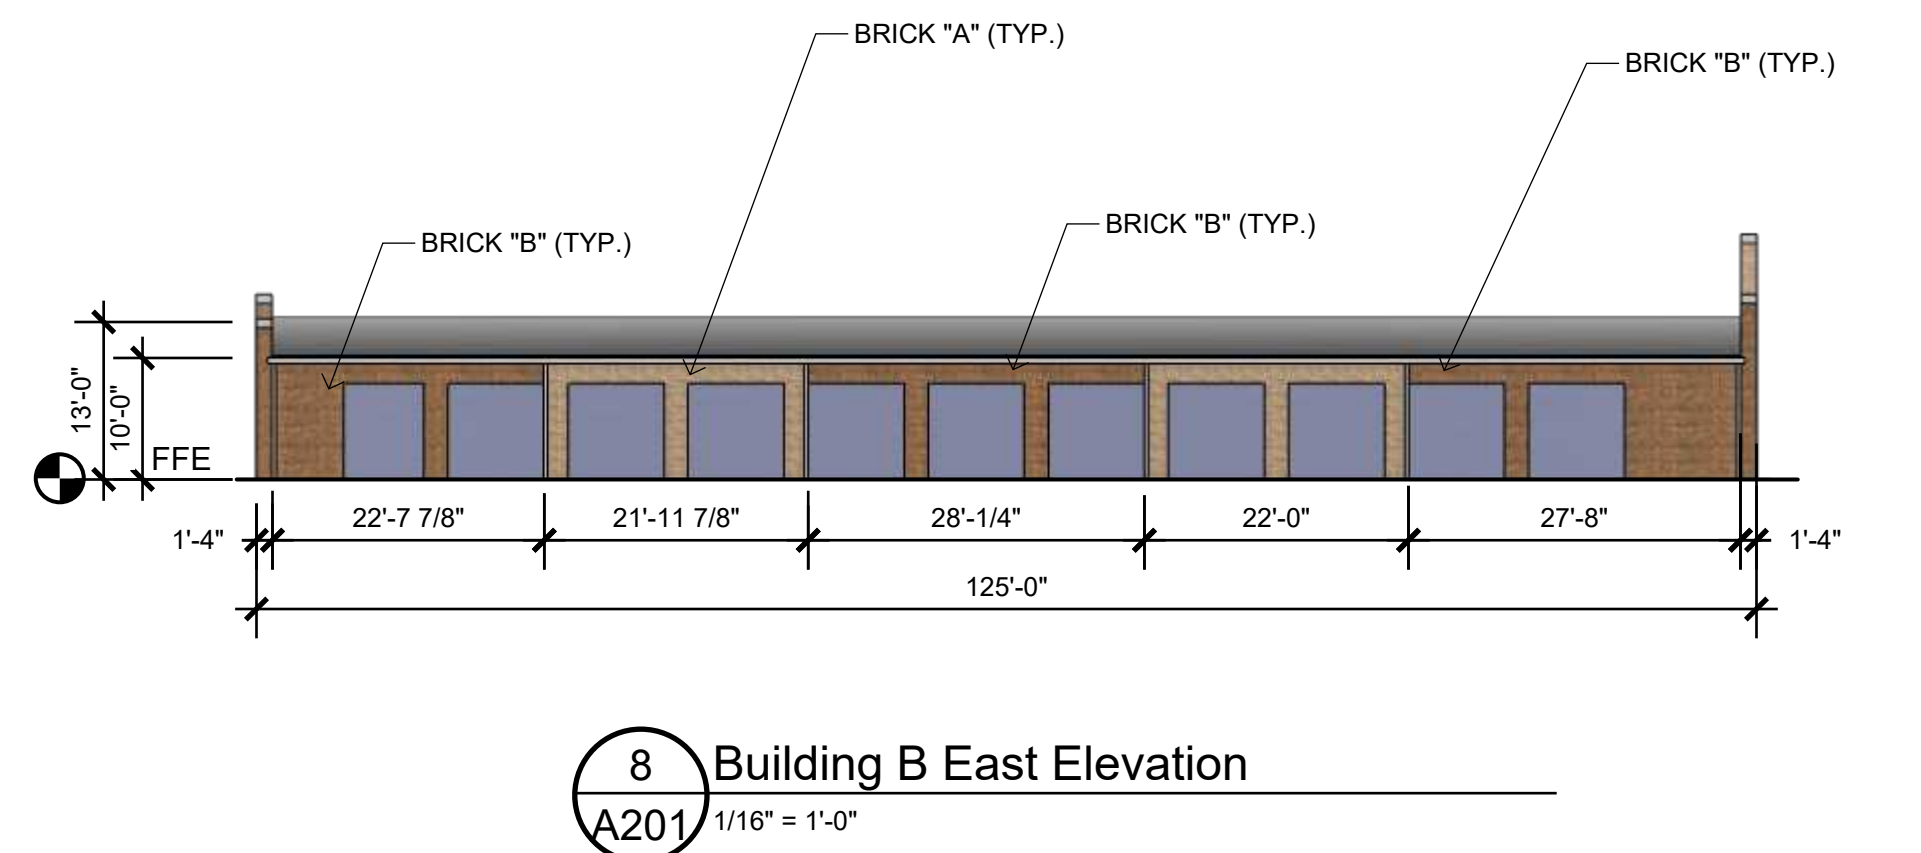 BRICK "A" (TYP.)
BRICK "B" (TYP.)
BRICK "B" (TYP.)
BRICK "B" (TYP.)
13'-0"
10'-0"
FFE
1'-4"
22'-7 7/8"
21'-11 7/8"
28'-1/4"
22'-0"
27'-8"
1'-4"
125'-0"
8
A201
Building B East Elevation
1/16" = 1'-0"